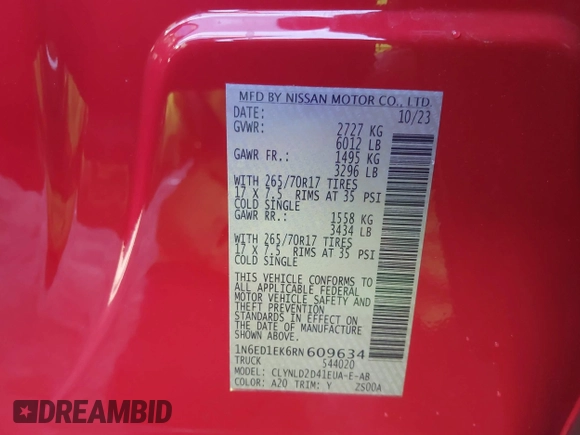 MFD BY NISSAN MOTOR CO., LTD.
DATE: 10/23
GVWR: 2727 KG
6012 LB
GAWR FR.: 1495 KG
3296 LB
WITH 265/70R17 TIRES
17 X 7.5 RIMS AT 35 PSI
COLD SINGLE
GAWR RR.: 1558 KG
3434 LB
WITH 265/70R17 TIRES
17 X 7.5 RIMS AT 35 PSI
COLD SINGLE
THIS VEHICLE CONFORMS TO
ALL APPLICABLE FEDERAL
MOTOR VEHICLE SAFETY AND
THEFT PREVENTION
STANDARDS IN EFFECT ON
THE DATE OF MANUFACTURE
SHOWN ABOVE.
1N6ED1EK6RN609634
TRUCK 544020
MODEL: CLYNLD2D41EUA-E-AB
COLOR: A20 TRIM: Y 2S00A
DREAMBID